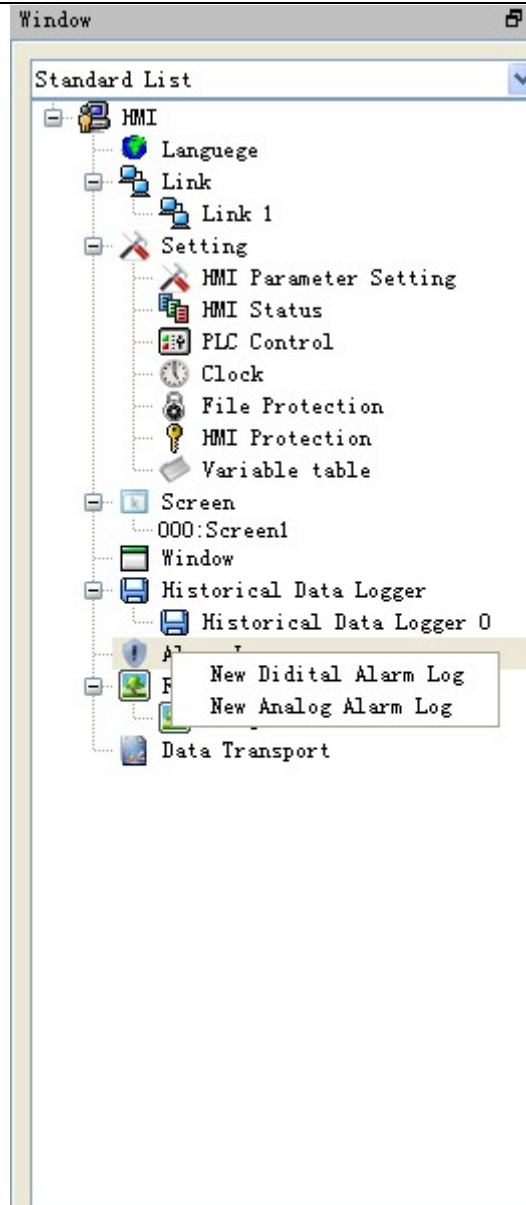 Window
Standard List
HMI
Languege
Link
Link 1
Setting
HMI Parameter Setting
HMI Status
PLC Control
Clock
File Protection
HMI Protection
Variable table
Screen
000:Screen1
Window
Historical Data Logger
Historical Data Logger 0
New Didital Alarm Log
New Analog Alarm Log
Data Transport